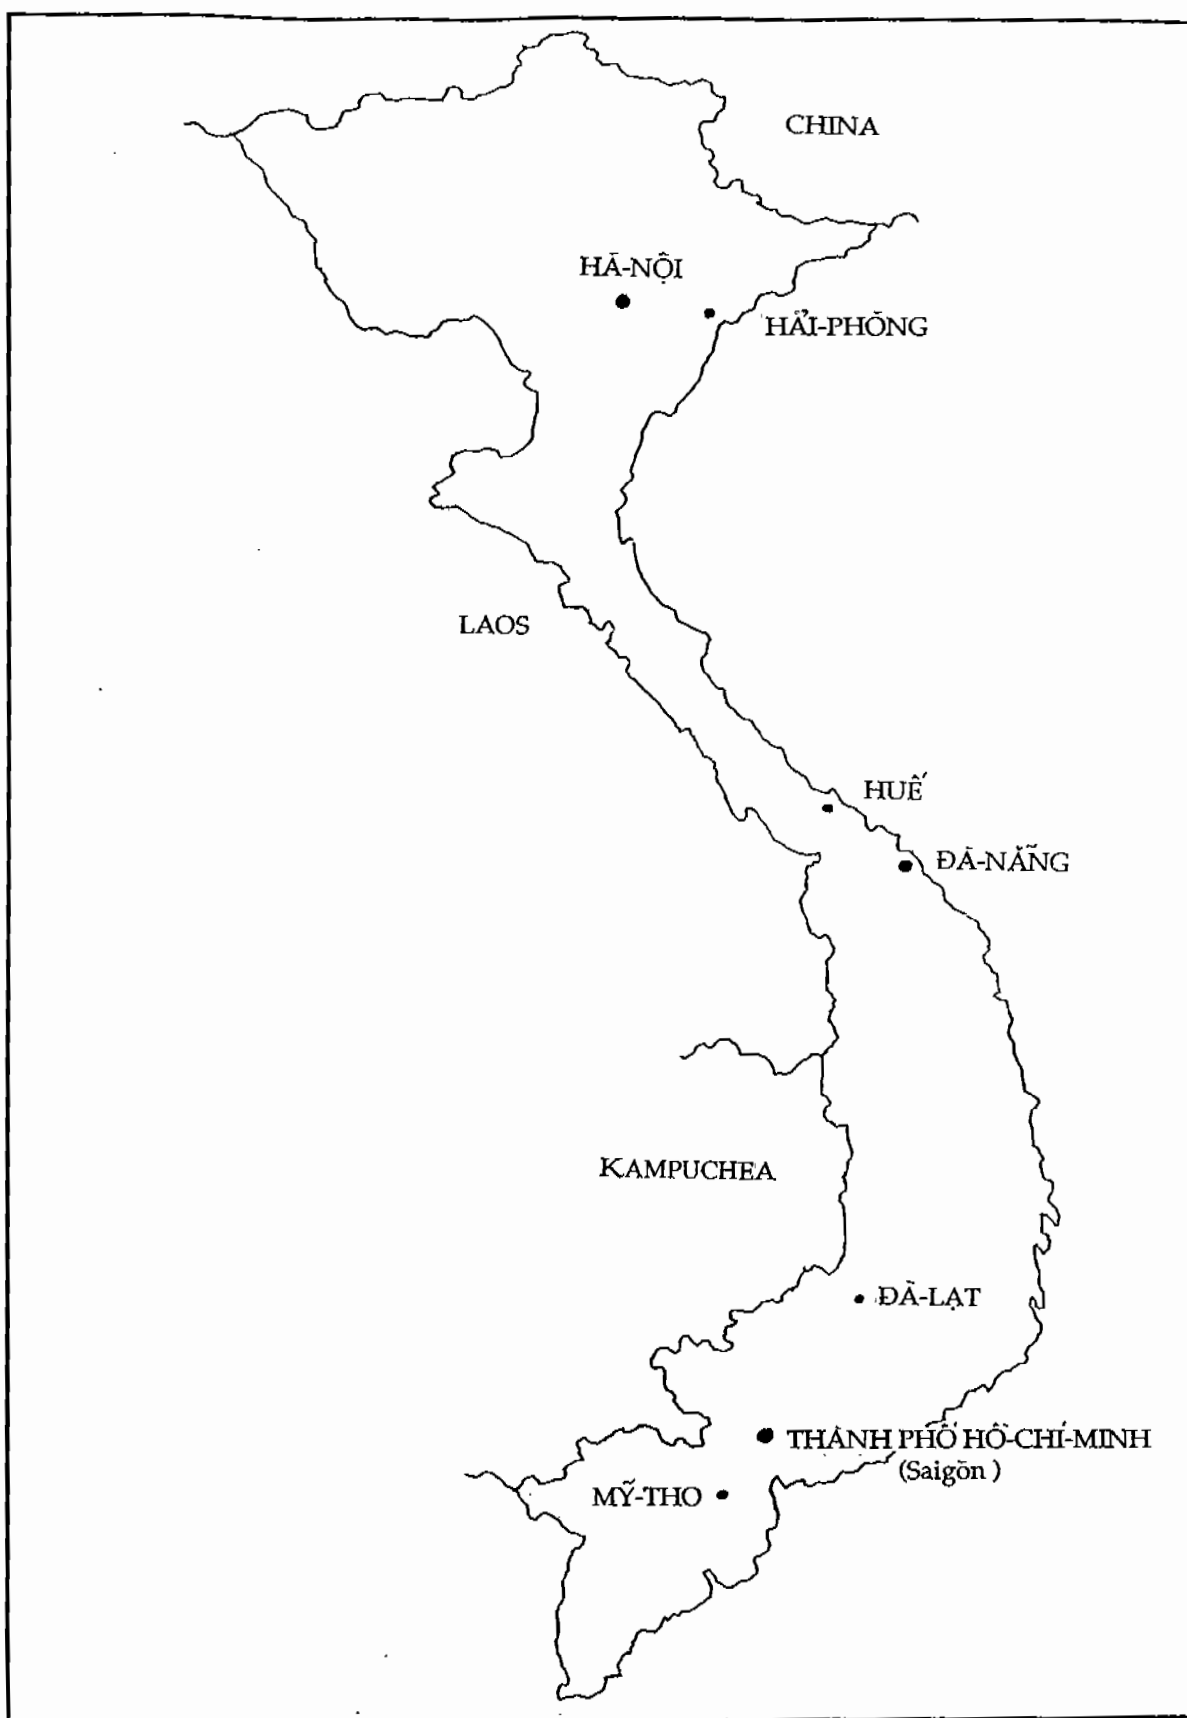 CHINA
HÀ-NỘI
HẢI-PHÒNG
LAOS
HUẾ
ĐÀ-NẴNG
KAMPUCHEA
ĐÀ-LẠT
THÀNH PHỐ HỒ-CHÍ-MINH
(Saigòn)
MỸ-THO